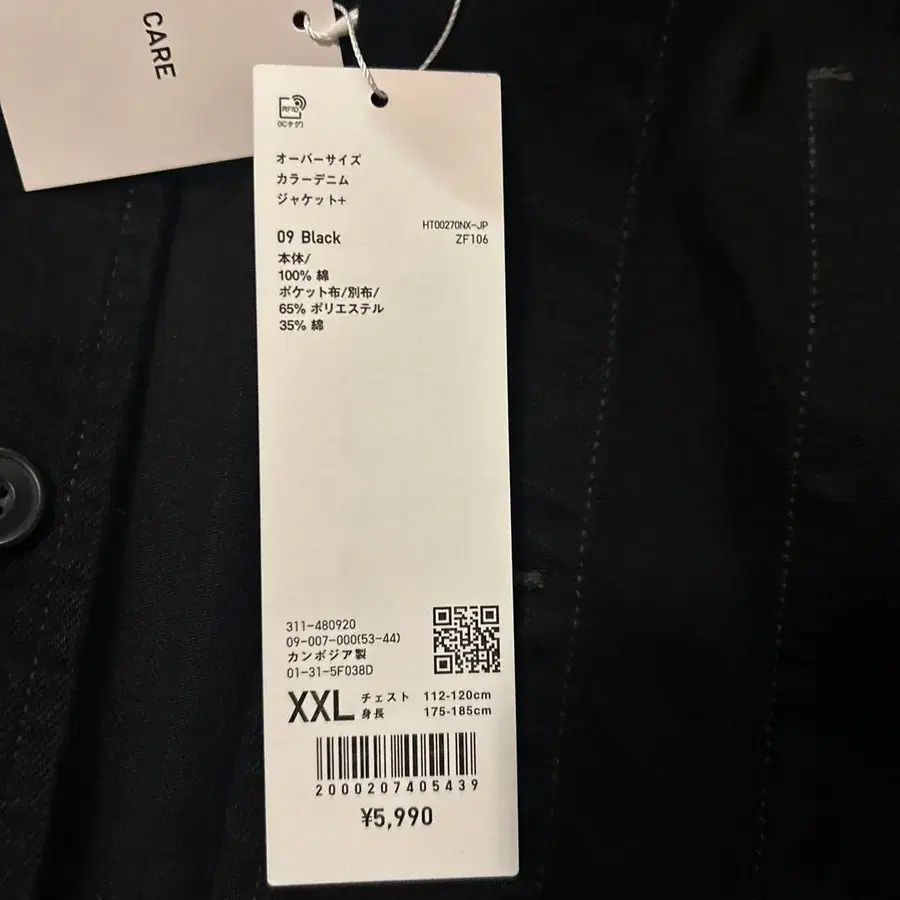 CARE
RFID
(ICタグ)
オーバーサイズ
カラーデニム
ジャケット+
HT00270NX-JP
09 Black
ZF106
本体/
100% 綿
ポケット布/別布/
65% ポリエステル
35% 綿
311-480920
09-007-000(53-44)
カンボジア製
01-31-5F038D
XXL チェスト 112-120cm
身長 175-185cm
2000207405439
¥5,990